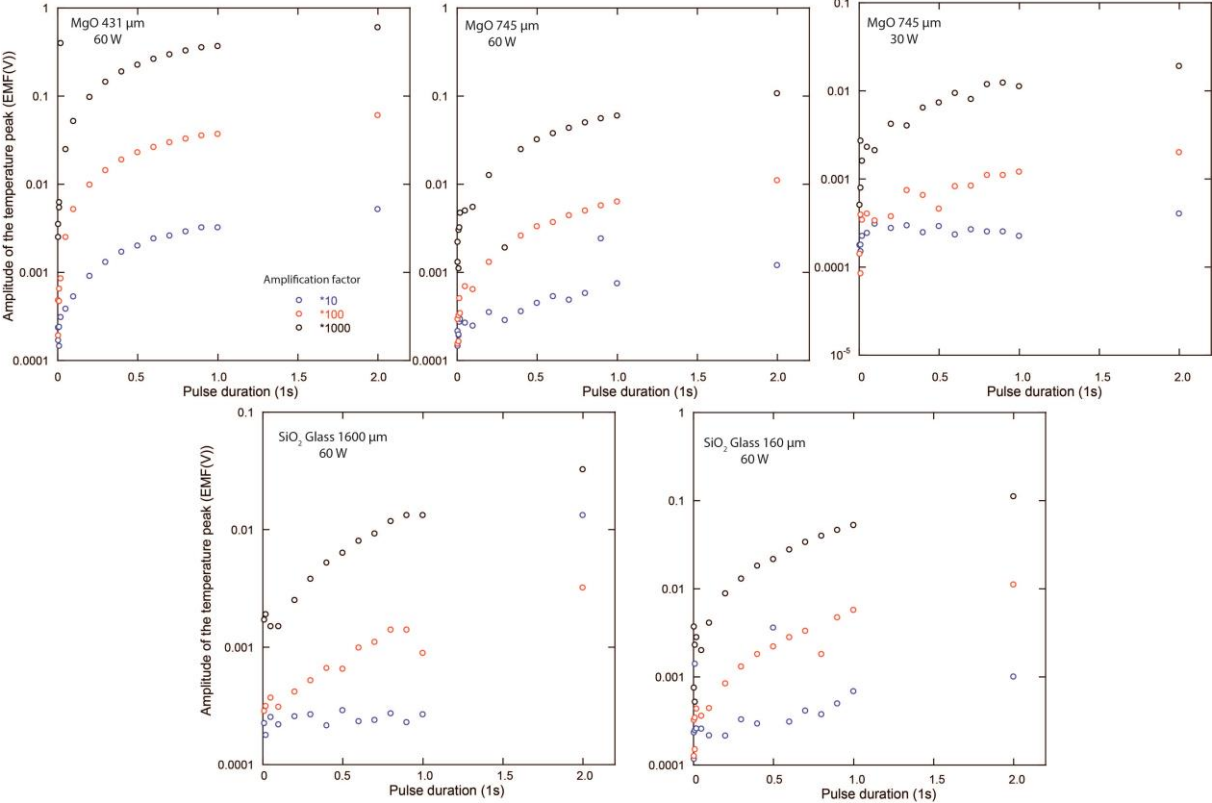 MgO 431 µm
60 W
1
0.1
0.01
0.001
0.0001
Amplitude of the temperature peak (EMF(V))
Amplification factor
*10
*100
*1000
0 0.5 1.0 1.5 2.0
Pulse duration (1s)
MgO 745 µm
60 W
1
0.1
0.01
0.001
0.0001
0 0.5 1.0 1.5 2.0
Pulse duration (1s)
MgO 745 µm
30 W
0.1
0.01
0.001
0.0001
10⁻⁵
0 0.5 1.0 1.5 2.0
Pulse duration (1s)
SiO₂ Glass 1600 µm
60 W
0.1
0.01
0.001
0.0001
Amplitude of the temperature peak (EMF(V))
0 0.5 1.0 1.5 2.0
Pulse duration (1s)
SiO₂ Glass 160 µm
60 W
1
0.1
0.01
0.001
0.0001
0 0.5 1.0 1.5 2.0
Pulse duration (1s)